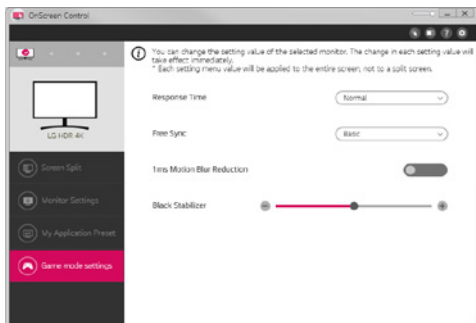 OnScreen Control
You can change the setting value of the selected monitor. The change in each setting value will
take effect immediately.
* Each setting menu value will be applied to the entire screen, not to a split screen.
LG HDR 4K
Response Time
Normal
Free Sync
Basic
1ms Motion Blur Reduction
Black Stabilizer
Screen Split
Monitor Settings
My Application Preset
Game mode settings